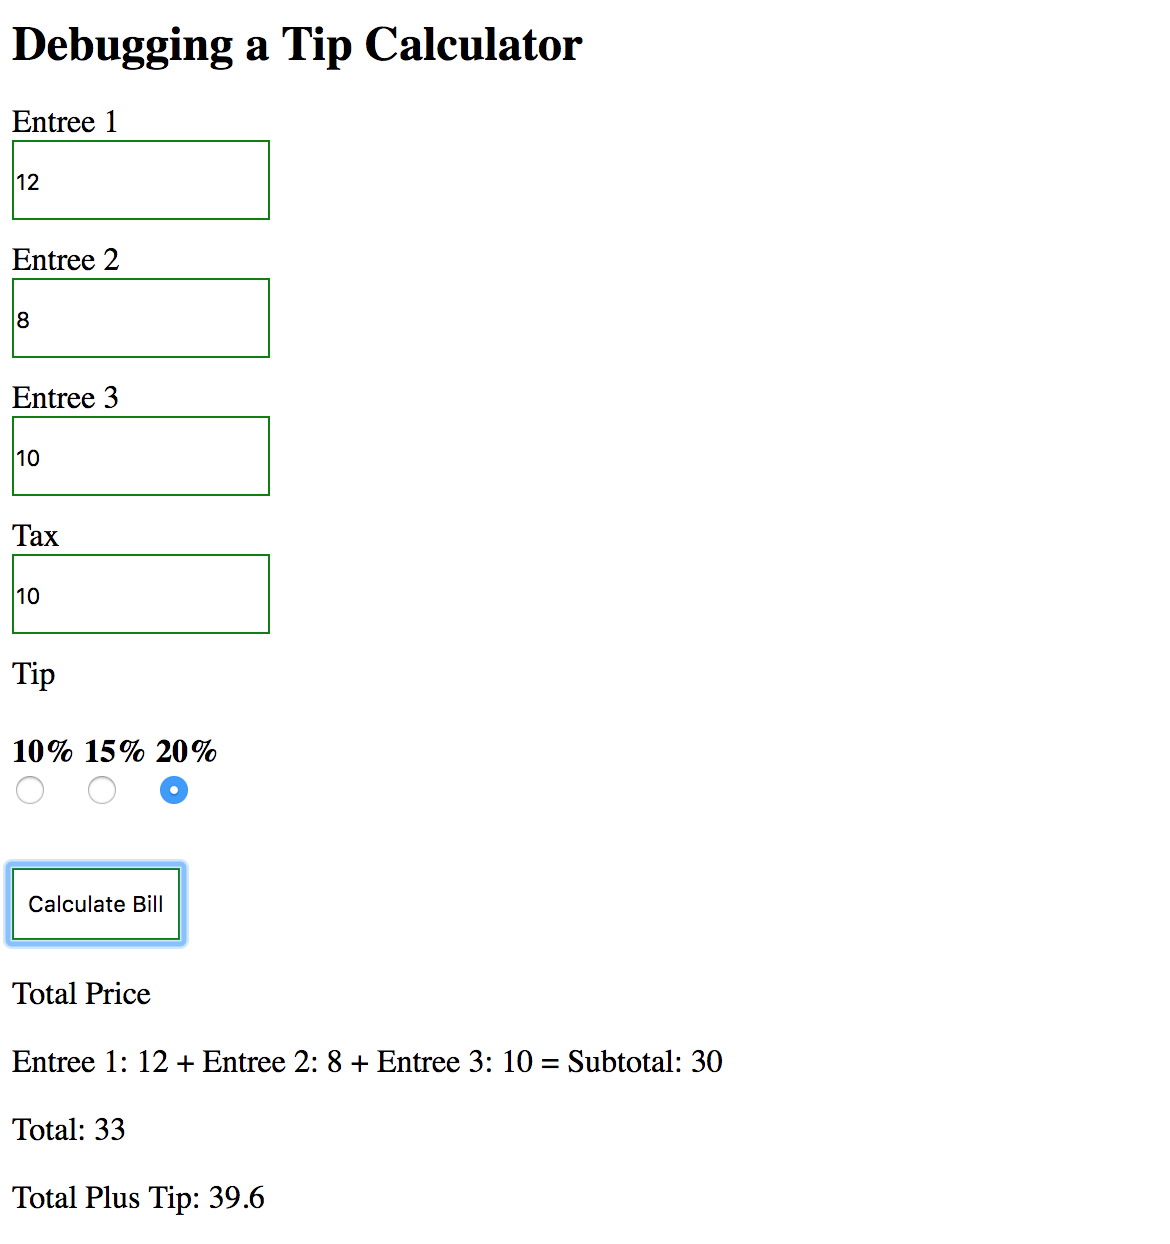 Debugging a Tip Calculator
Entree 1
12
Entree 2
8
Entree 3
10
Tax
10
Tip
10% 15% 20%
Calculate Bill
Total Price
Entree 1: 12 + Entree 2: 8 + Entree 3: 10 = Subtotal: 30
Total: 33
Total Plus Tip: 39.6